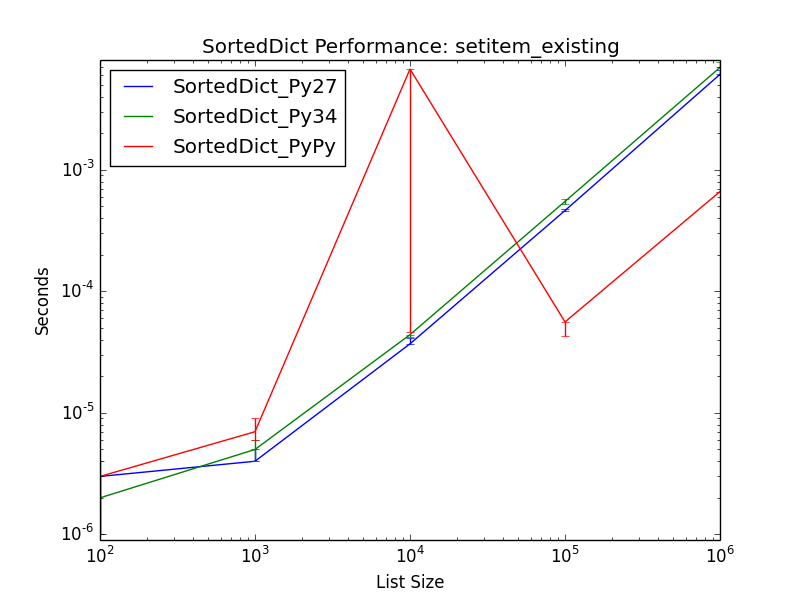 SortedDict Performance: setitem_existing
SortedDict_Py27
SortedDict_Py34
SortedDict_PyPy
Seconds
10^-3
10^-4
10^-5
10^-6
10^2 10^3 10^4 10^5 10^6
List Size